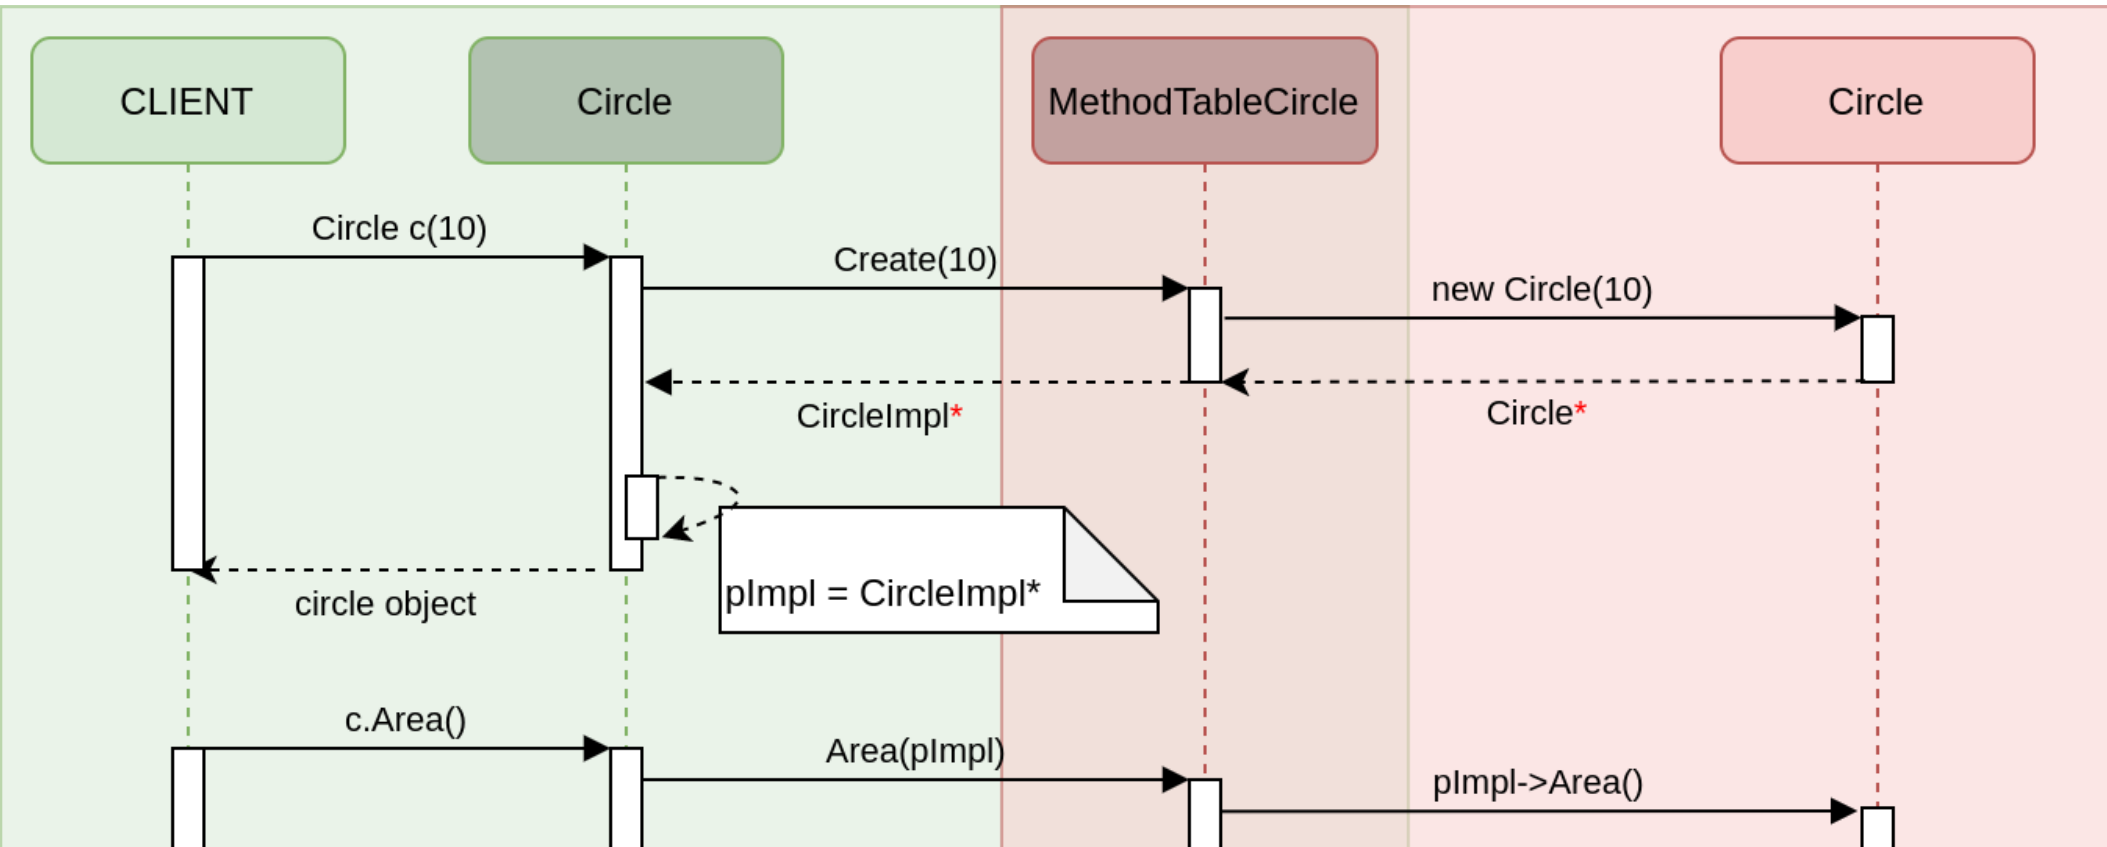 CLIENT
Circle
MethodTableCircle
Circle
Circle c(10)
Create(10)
new Circle(10)
CircleImpl*
Circle*
pImpl = CircleImpl*
circle object
c.Area()
Area(pImpl)
pImpl->Area()